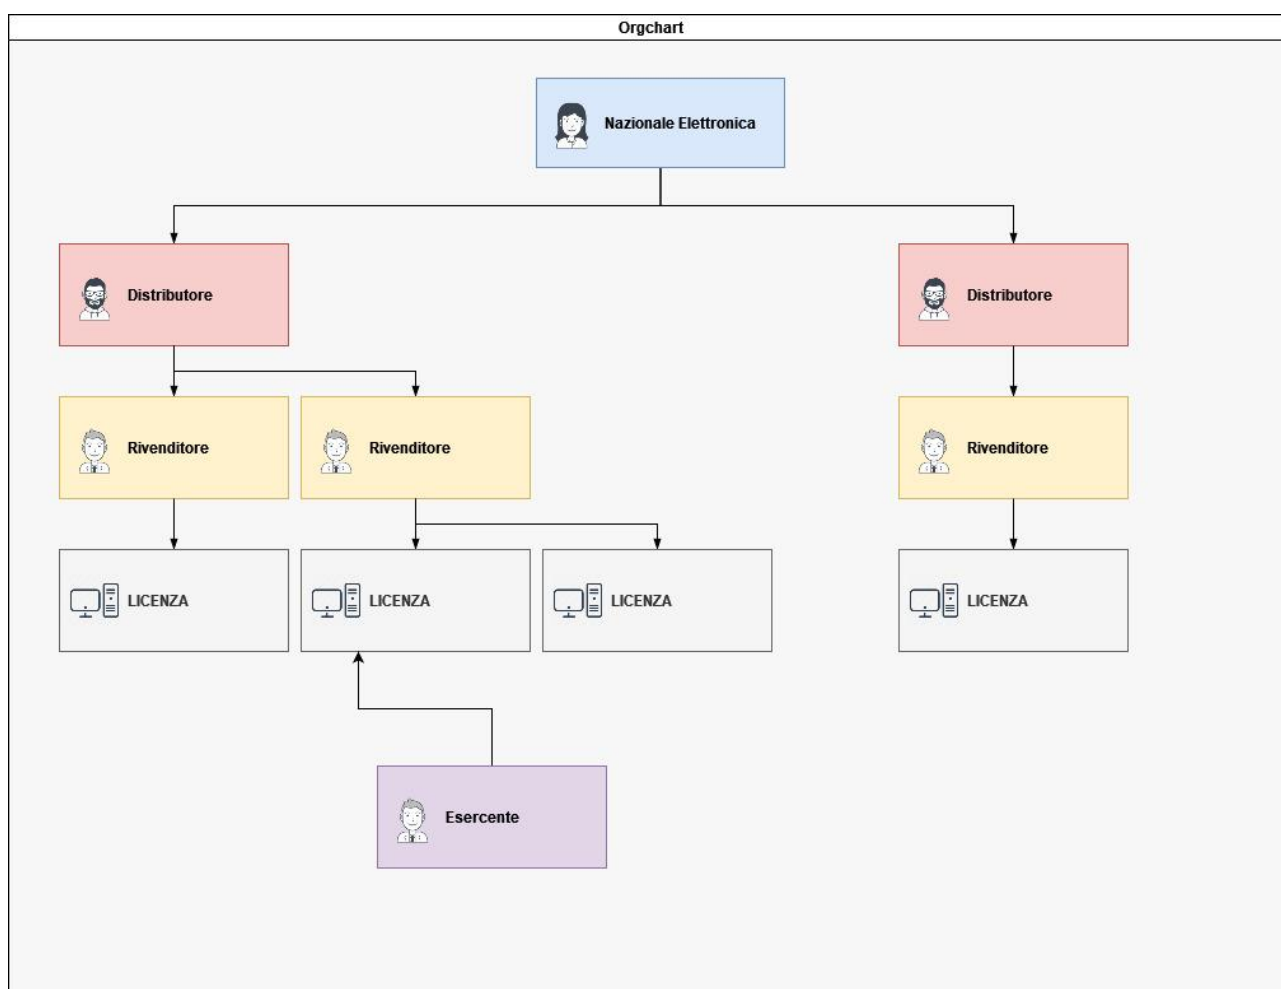 Orgchart
Nazionale Elettronica
Distributore
Distributore
Rivenditore
Rivenditore
Rivenditore
LICENZA
LICENZA
LICENZA
LICENZA
Esercente